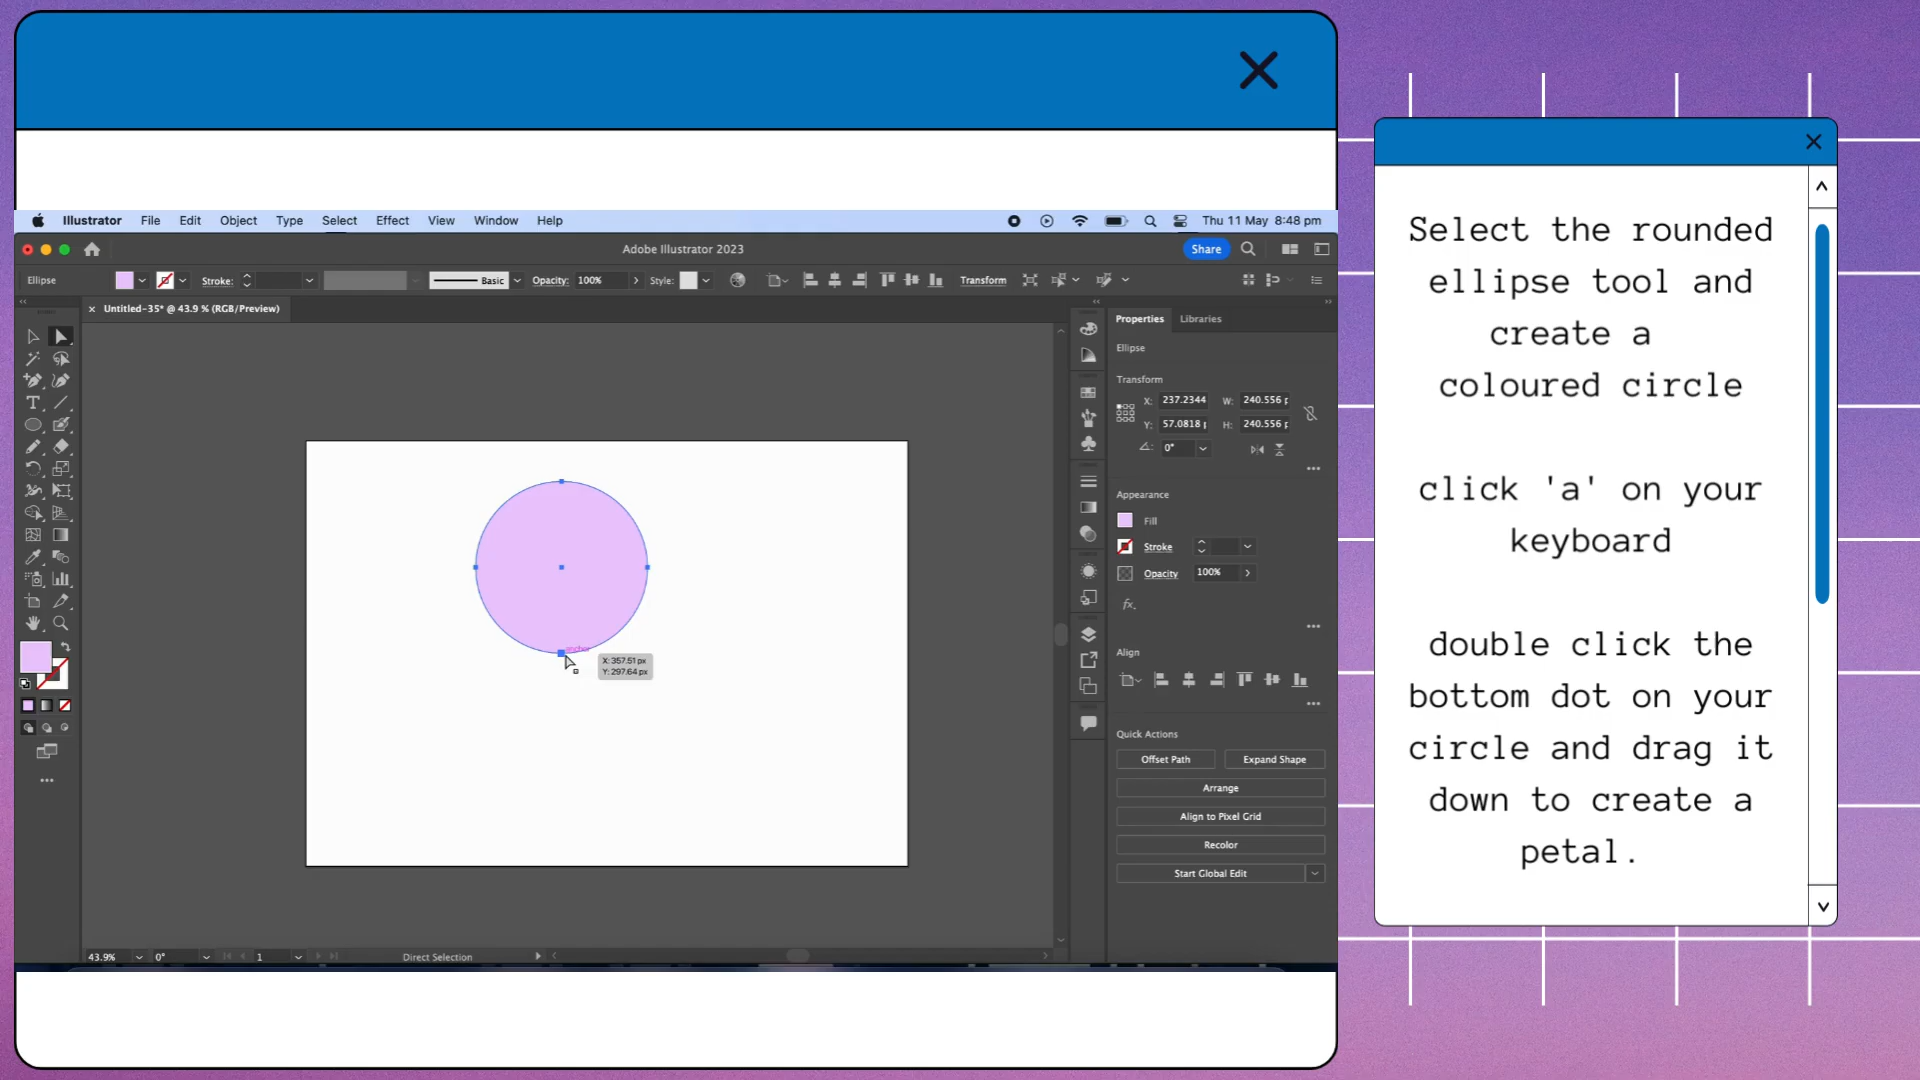 Illustrator File Edit Object Type Select Effect View Window Help Thu 11 May 8:48 pm
Adobe Illustrator 2023
Share
Ellipse Stroke: Basic Opacity: 100% Style: Transform
× Untitled-35* @ 43.9 % (RGB/Preview)
Properties Libraries
Ellipse
Transform
X: 237.2344 W: 240.556 p
Y: 57.0818 p H: 240.556 p
0°
Appearance
Fill
Stroke
Opacity 100%
fx.
Align
Quick Actions
Offset Path Expand Shape
Arrange
Align to Pixel Grid
Recolor
Start Global Edit
anchor
X: 357.51 px
Y: 297.64 px
43.9% 0° 1 Direct Selection
Select the rounded
ellipse tool and
create a
coloured circle
click 'a' on your
keyboard
double click the
bottom dot on your
circle and drag it
down to create a
petal.